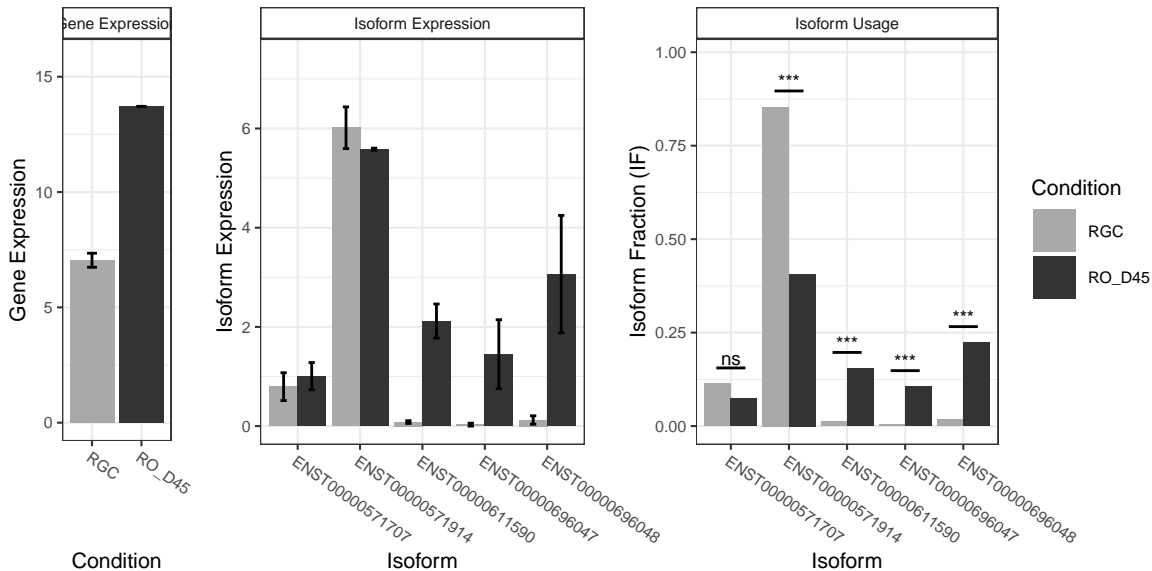 Gene Expression
Isoform Expression
Isoform Usage
Gene Expression
15
10
5
0
RGC
RO_D45
Condition
Isoform Expression
6
4
2
0
ENST00000571707
ENST00000571914
ENST00000611590
ENST00000696047
ENST00000696048
Isoform
Isoform Fraction (IF)
1.00
0.75
0.50
0.25
0.00
ns
***
***
***
***
ENST00000571707
ENST00000571914
ENST00000611590
ENST00000696047
ENST00000696048
Isoform
Condition
RGC
RO_D45